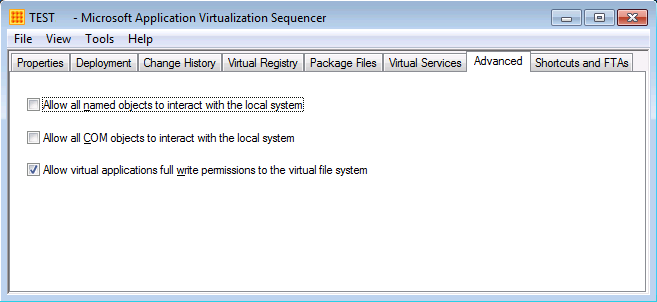 TEST - Microsoft Application Virtualization Sequencer
File View Tools Help
Properties Deployment Change History Virtual Registry Package Files Virtual Services Advanced Shortcuts and FTAs
Allow all named objects to interact with the local system
Allow all COM objects to interact with the local system
Allow virtual applications full write permissions to the virtual file system